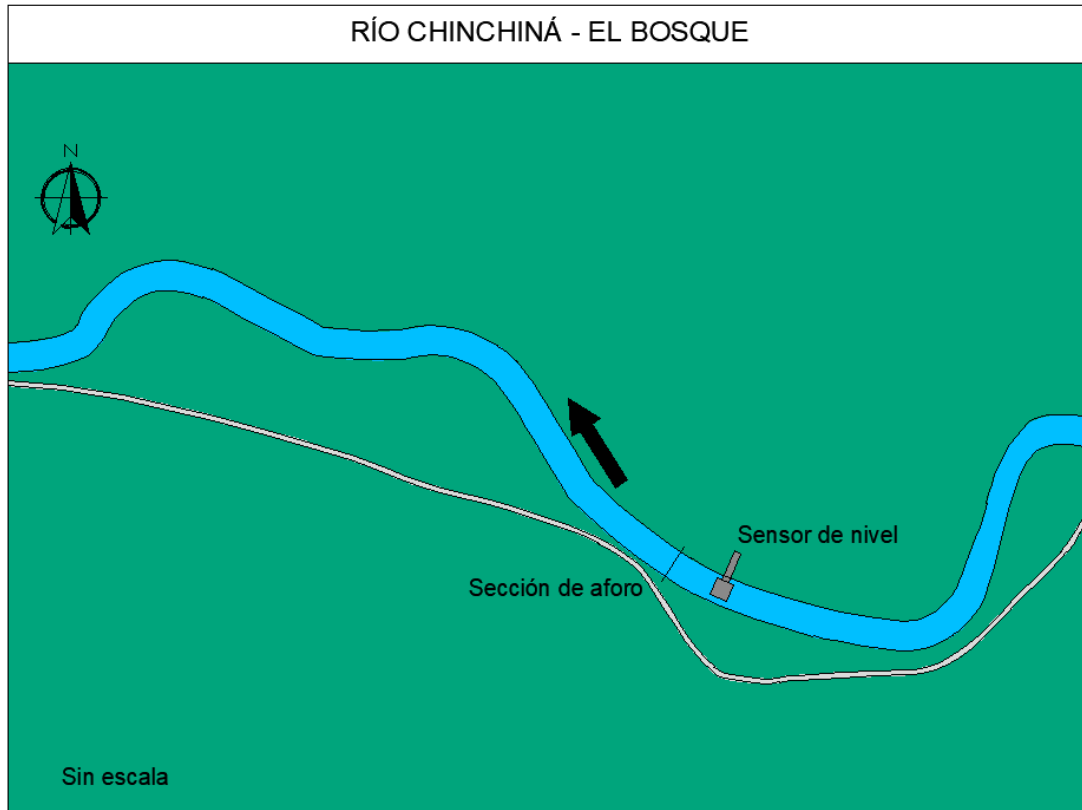 RÍO CHINCHINÁ - EL BOSQUE
N
Sensor de nivel
Sección de aforo
Sin escala